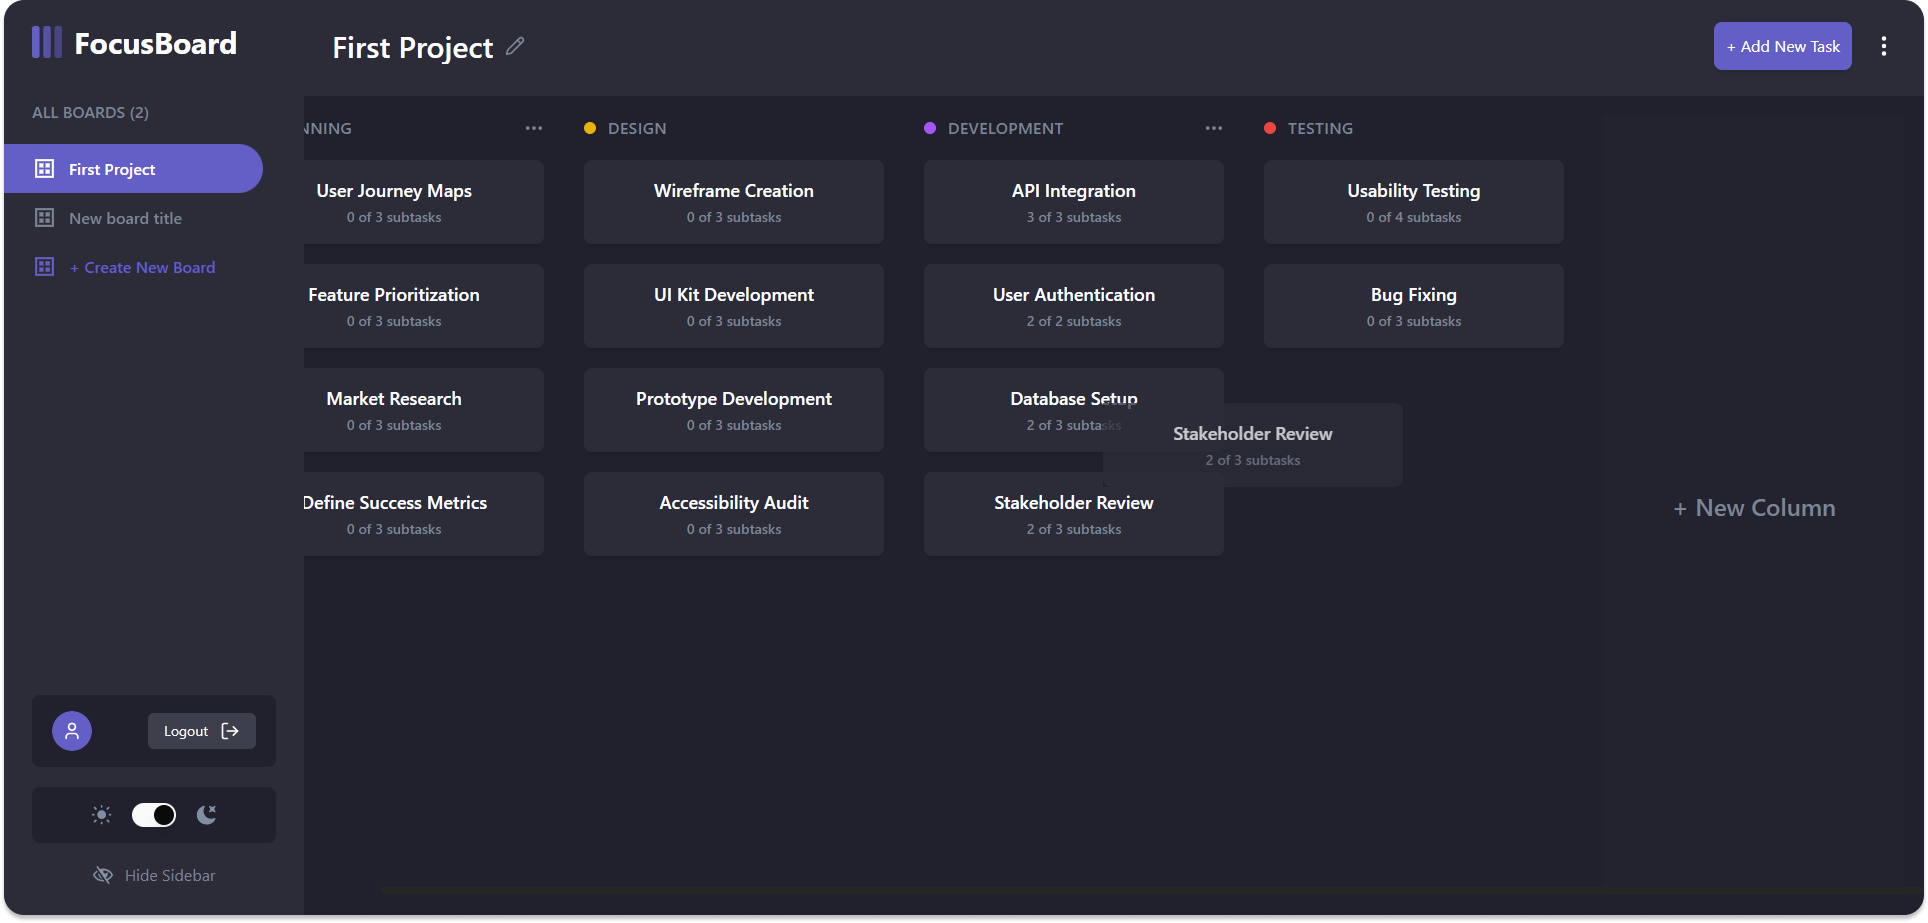 FocusBoard
First Project
+ Add New Task
ALL BOARDS (2)
First Project
New board title
+ Create New Board
NNING
User Journey Maps
0 of 3 subtasks
Feature Prioritization
0 of 3 subtasks
Market Research
0 of 3 subtasks
Define Success Metrics
0 of 3 subtasks
DESIGN
Wireframe Creation
0 of 3 subtasks
UI Kit Development
0 of 3 subtasks
Prototype Development
0 of 3 subtasks
Accessibility Audit
0 of 3 subtasks
DEVELOPMENT
API Integration
3 of 3 subtasks
User Authentication
2 of 2 subtasks
Database Setup
2 of 3 subtasks
Stakeholder Review
2 of 3 subtasks
Stakeholder Review
2 of 3 subtasks
TESTING
Usability Testing
0 of 4 subtasks
Bug Fixing
0 of 3 subtasks
+ New Column
Logout
Hide Sidebar